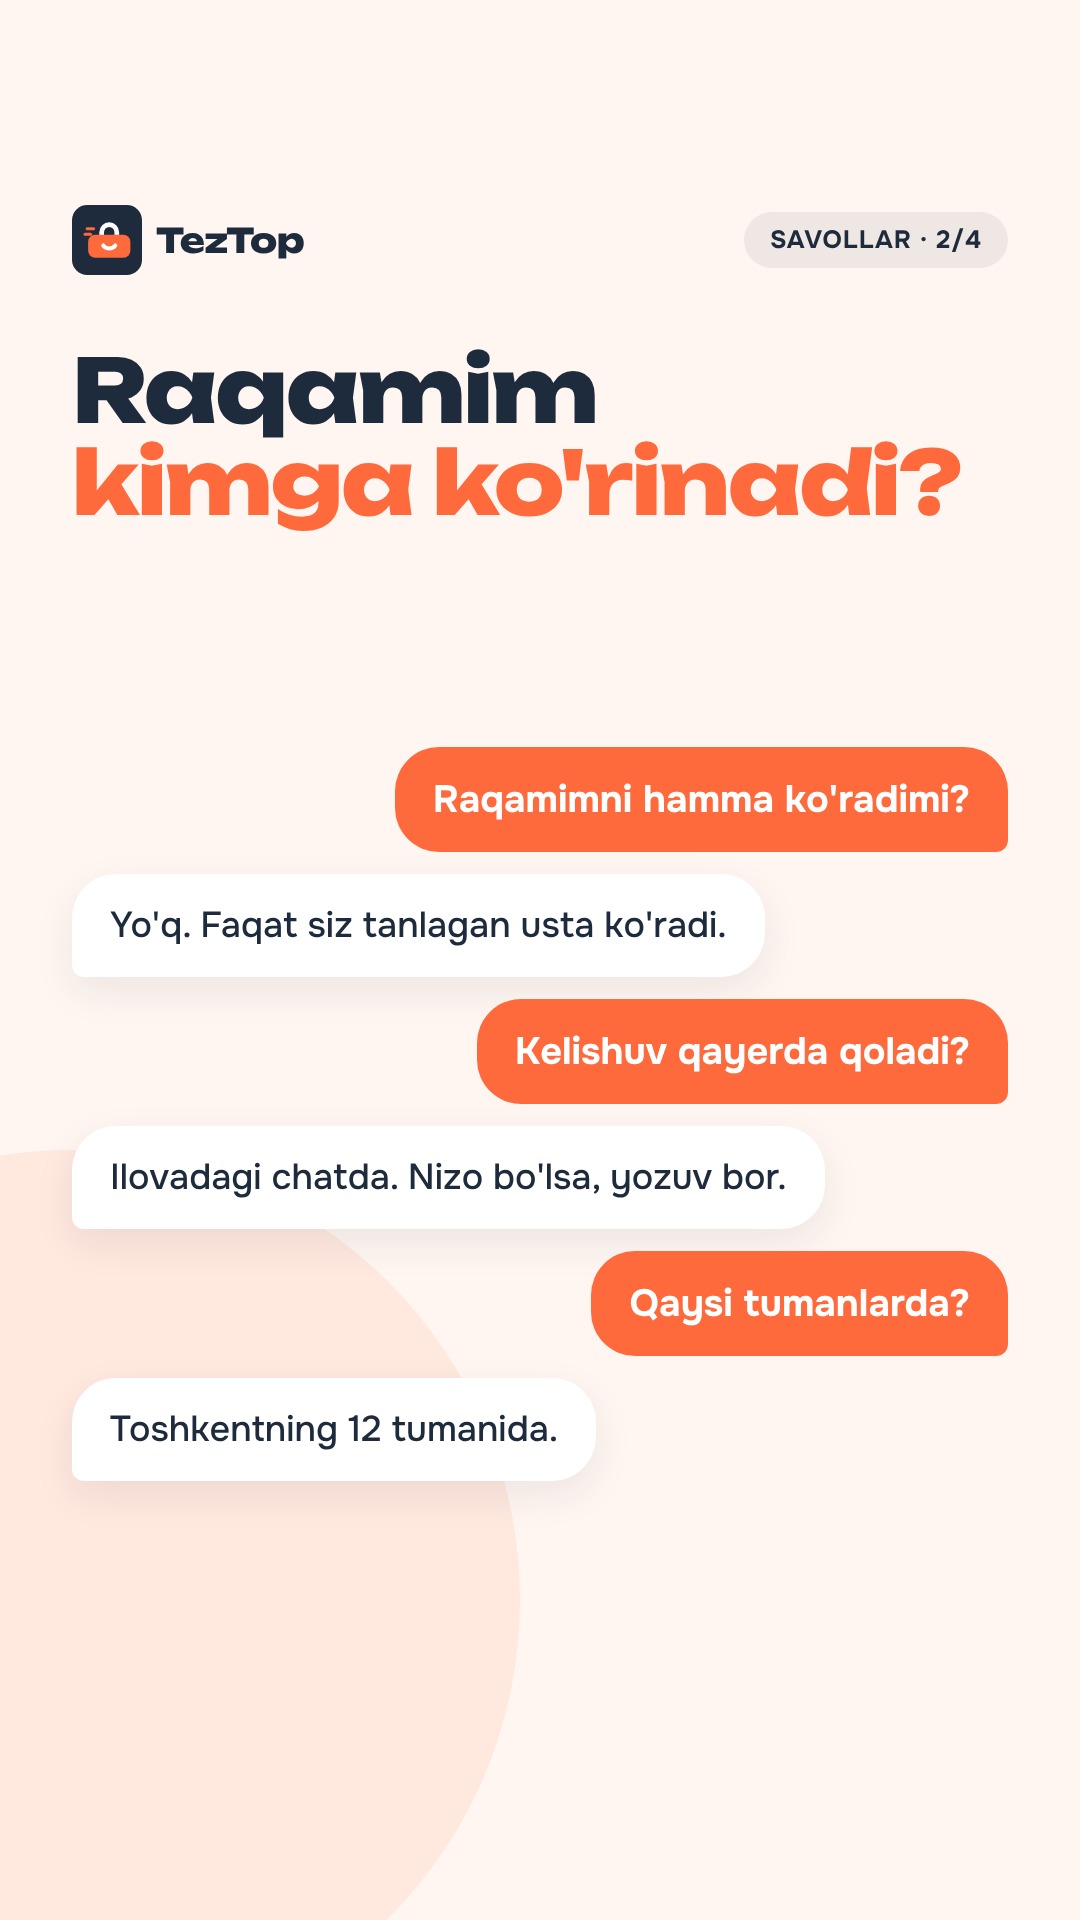 TezTop
SAVOLLAR · 2/4
Raqamim
kimga ko'rinadi?
Raqamimni hamma ko'radimi?
Yo'q. Faqat siz tanlagan usta ko'radi.
Kelishuv qayerda qoladi?
Ilovadagi chatda. Nizo bo'lsa, yozuv bor.
Qaysi tumanlarda?
Toshkentning 12 tumanida.